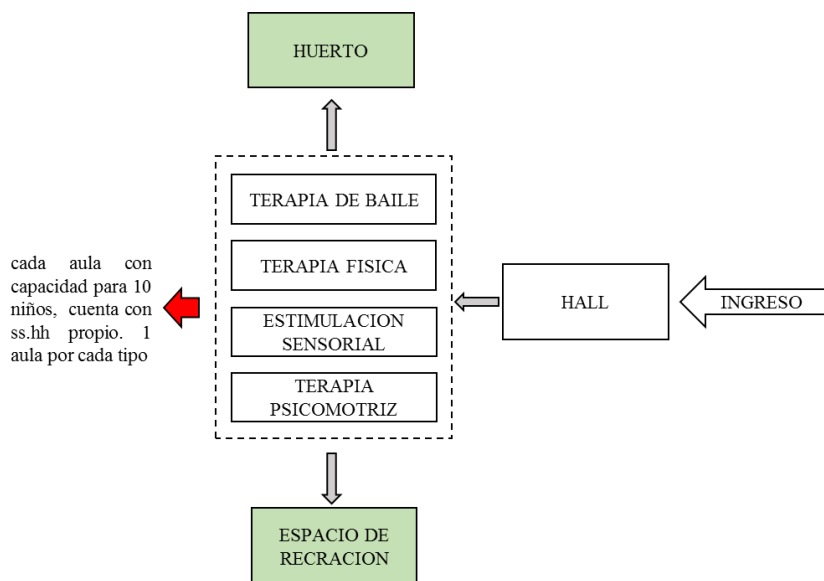 HUERTO
TERAPIA DE BAILE
TERAPIA FISICA
ESTIMULACION
SENSORIAL
TERAPIA
PSICOMOTRIZ
cada aula con
capacidad para 10
niños, cuenta con
ss.hh propio. 1
aula por cada tipo
HALL
INGRESO
ESPACIO DE
RECRACION